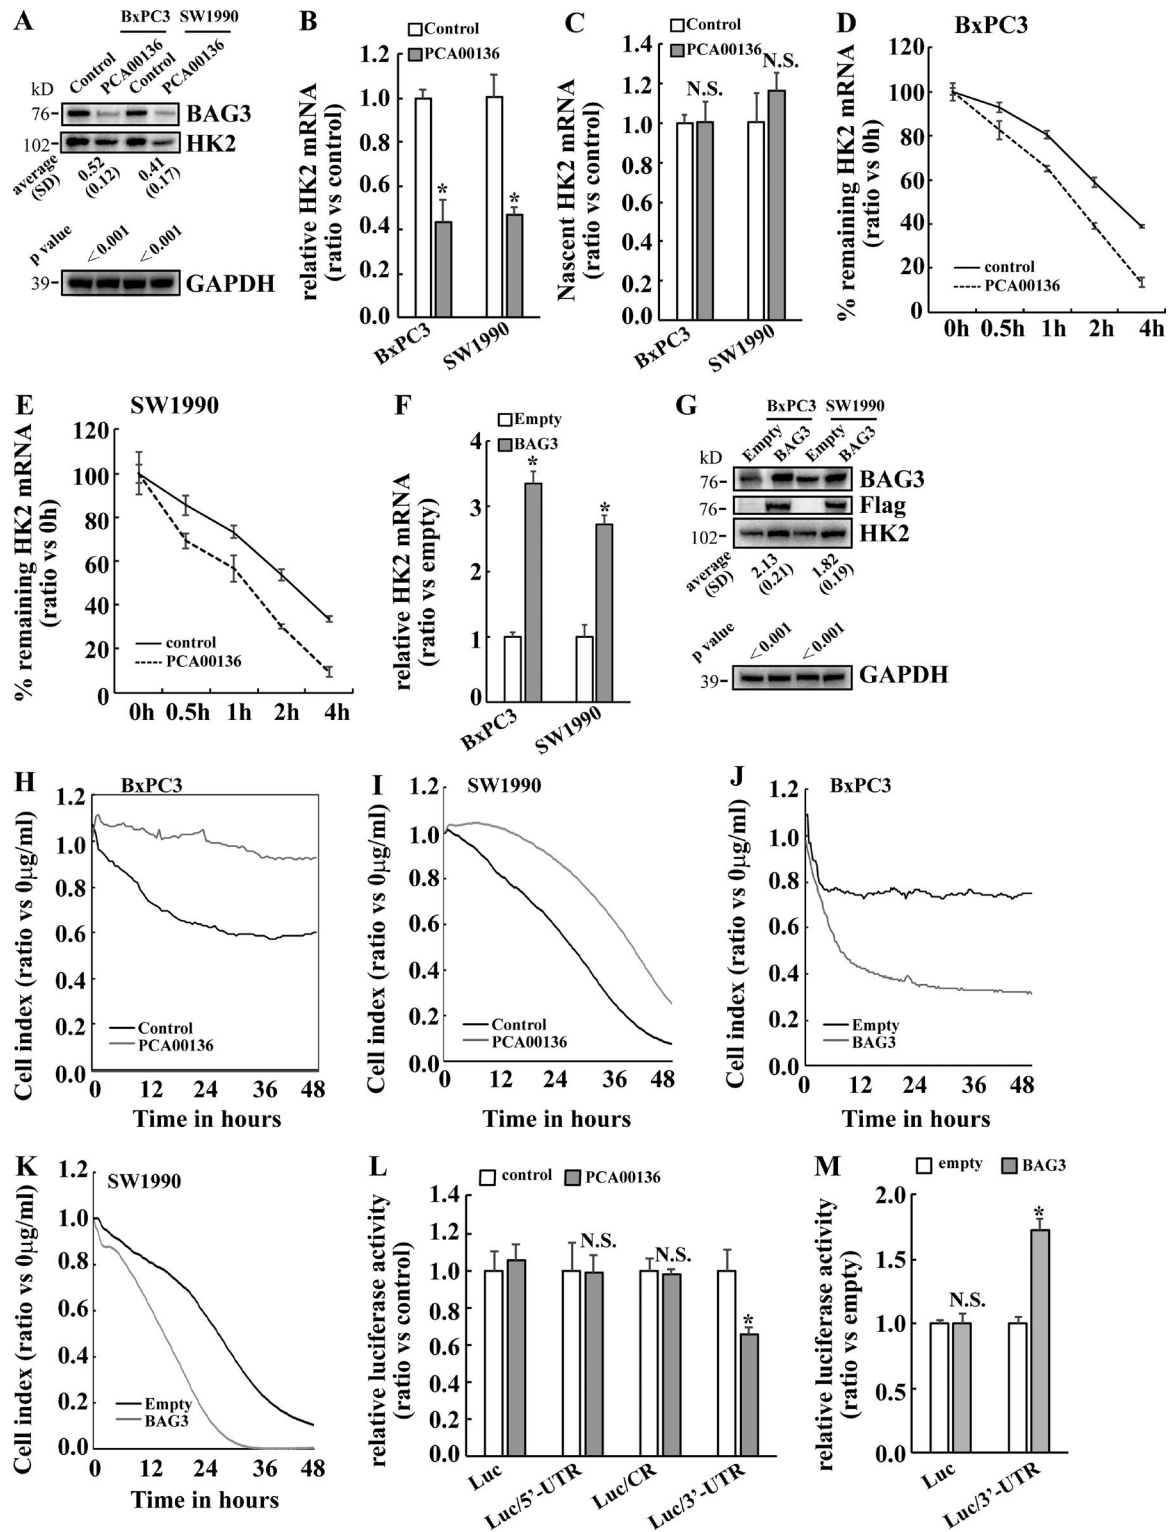 A
BxPC3 SW1990
Control PCA00136 Control PCA00136
kD
76 BAG3
102 HK2
average 0.52 0.41
(SD) (0.12) (0.17)
p value <0.001 <0.001
39 GAPDH
B
Control
PCA00136
relative HK2 mRNA
(ratio vs control)
1.2
1.0
0.8
0.6
0.4
0.2
0.0
* *
BxPC3 SW1990
C
Control
PCA00136
Nascent HK2 mRNA
(ratio vs control)
1.4
1.2
1.0
0.8
0.6
0.4
0.2
0.0
N.S. N.S.
BxPC3 SW1990
D
BxPC3
% remaining HK2 mRNA
(ratio vs 0h)
120
100
80
60
40
20
0
control
PCA00136
0h 0.5h 1h 2h 4h
E
SW1990
% remaining HK2 mRNA
(ratio vs 0h)
120
100
80
60
40
20
0
control
PCA00136
0h 0.5h 1h 2h 4h
F
Empty
BAG3
relative HK2 mRNA
(ratio vs empty)
4
3
2
1
0
* *
BxPC3 SW1990
G
BxPC3 SW1990
Empty BAG3 Empty BAG3
kD
76 BAG3
76 Flag
102 HK2
average 2.13 1.82
(SD) (0.21) (0.19)
p value <0.001 <0.001
39 GAPDH
H
BxPC3
Cell index (ratio vs 0μg/ml)
1.2
1.0
0.8
0.6
0.4
0.2
0.0
Control
PCA00136
0 12 24 36 48
Time in hours
I
SW1990
Cell index (ratio vs 0μg/ml)
1.2
1.0
0.8
0.6
0.4
0.2
0.0
Control
PCA00136
0 12 24 36 48
Time in hours
J
BxPC3
Cell index (ratio vs 0μg/ml)
1.2
1.0
0.8
0.6
0.4
0.2
0.0
Empty
BAG3
0 12 24 36 48
Time in hours
K
SW1990
Cell index (ratio vs 0μg/ml)
1.2
1.0
0.8
0.6
0.4
0.2
0.0
Empty
BAG3
0 12 24 36 48
Time in hours
L
control PCA00136
relative luciferase activity
(ratio vs control)
1.4
1.2
1.0
0.8
0.6
0.4
0.2
0.0
N.S. N.S. *
Luc Luc/5’-UTR Luc/CR Luc/3’-UTR
M
empty BAG3
relative luciferase activity
(ratio vs empty)
2.0
1.5
1.0
0.5
0.0
N.S. *
Luc Luc/3’-UTR